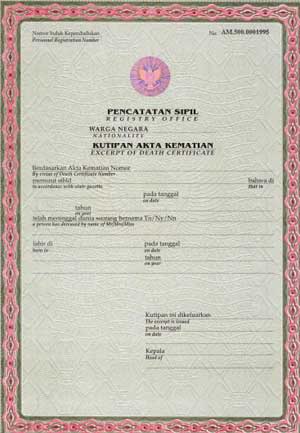 Nomor Induk Kependudukan No. AM.500.0001995
Personal Registration Number
PENCATATAN SIPIL
REGISTRY OFFICE
WARGA NEGARA
NATIONALITY
KUTIPAN AKTA KEMATIAN
EXCERPT OF DEATH CERTIFICATE
Berdasarkan Akta Kematian Nomor
By virtue of Death Certificate Number
menurut stbld bahwa di
in accordance with state gazette that in
pada tanggal
on date
tahun
on year
telah meninggal dunia seorang bernama Tn/Ny/Nn
a person has deceased by name of Mr/Mrs/Miss
lahir di pada tanggal
born in on date
tahun
on year
Kutipan ini dikeluarkan
The excerpt is issued
pada tanggal
on date
Kepala
Head of